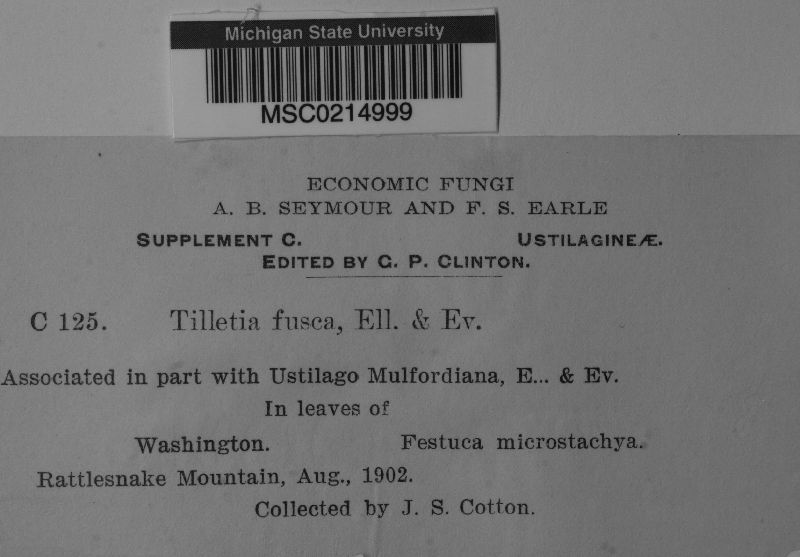 Michigan State University
MSC0214999
ECONOMIC FUNGI
A. B. SEYMOUR AND F. S. EARLE
SUPPLEMENT C. USTILAGINEÆ.
EDITED BY G. P. CLINTON.
C 125. Tilletia fusca, Ell. & Ev.
Associated in part with Ustilago Mulfordiana, E... & Ev.
In leaves of
Washington. Festuca microstachya.
Rattlesnake Mountain, Aug., 1902.
Collected by J. S. Cotton.